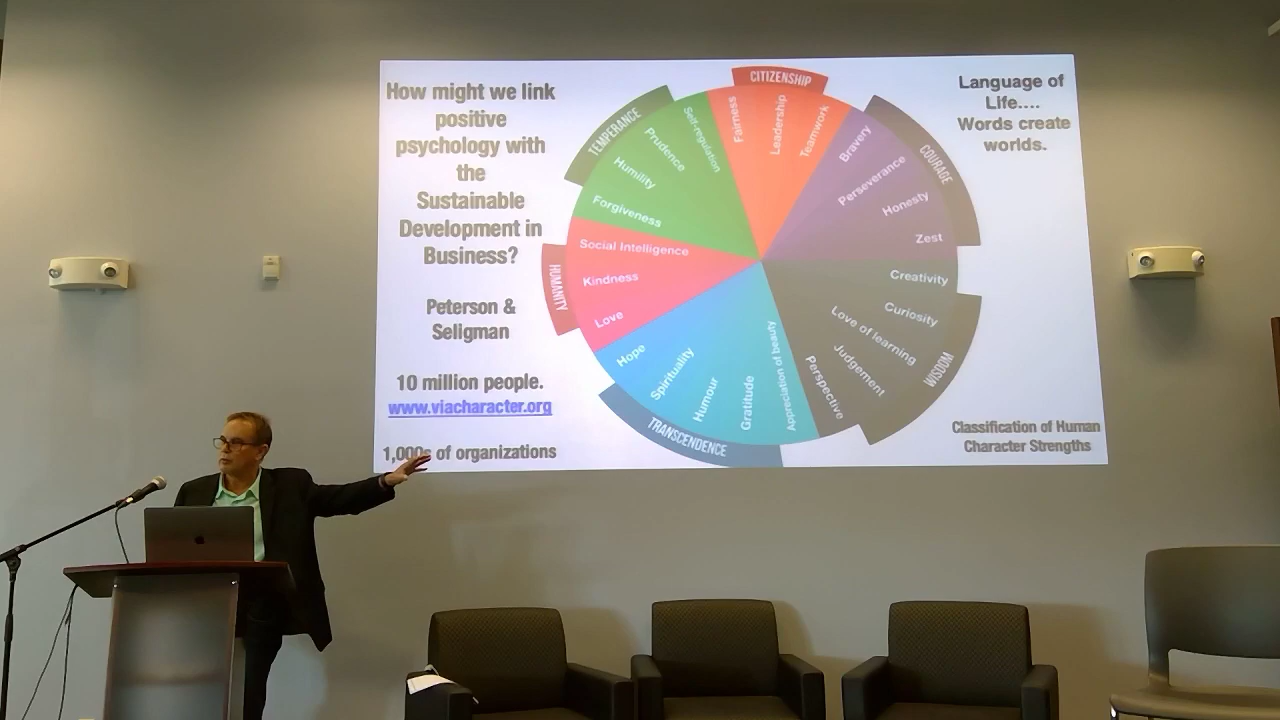 How might we link
positive
psychology with
the
Sustainable
Development in
Business?
Peterson &
Seligman
10 million people.
www.viacharacter.org
1,000s of organizations
CITIZENSHIP
Fairness
Leadership
Teamwork
COURAGE
Bravery
Perseverance
Honesty
Zest
WISDOM
Creativity
Curiosity
Love of learning
Judgement
Perspective
TRANSCENDENCE
Appreciation of beauty
Gratitude
Humour
Spirituality
Hope
HUMANITY
Love
Kindness
Social Intelligence
TEMPERANCE
Forgiveness
Humility
Prudence
Self-regulation
Language of
Life....
Words create
worlds.
Classification of Human
Character Strengths